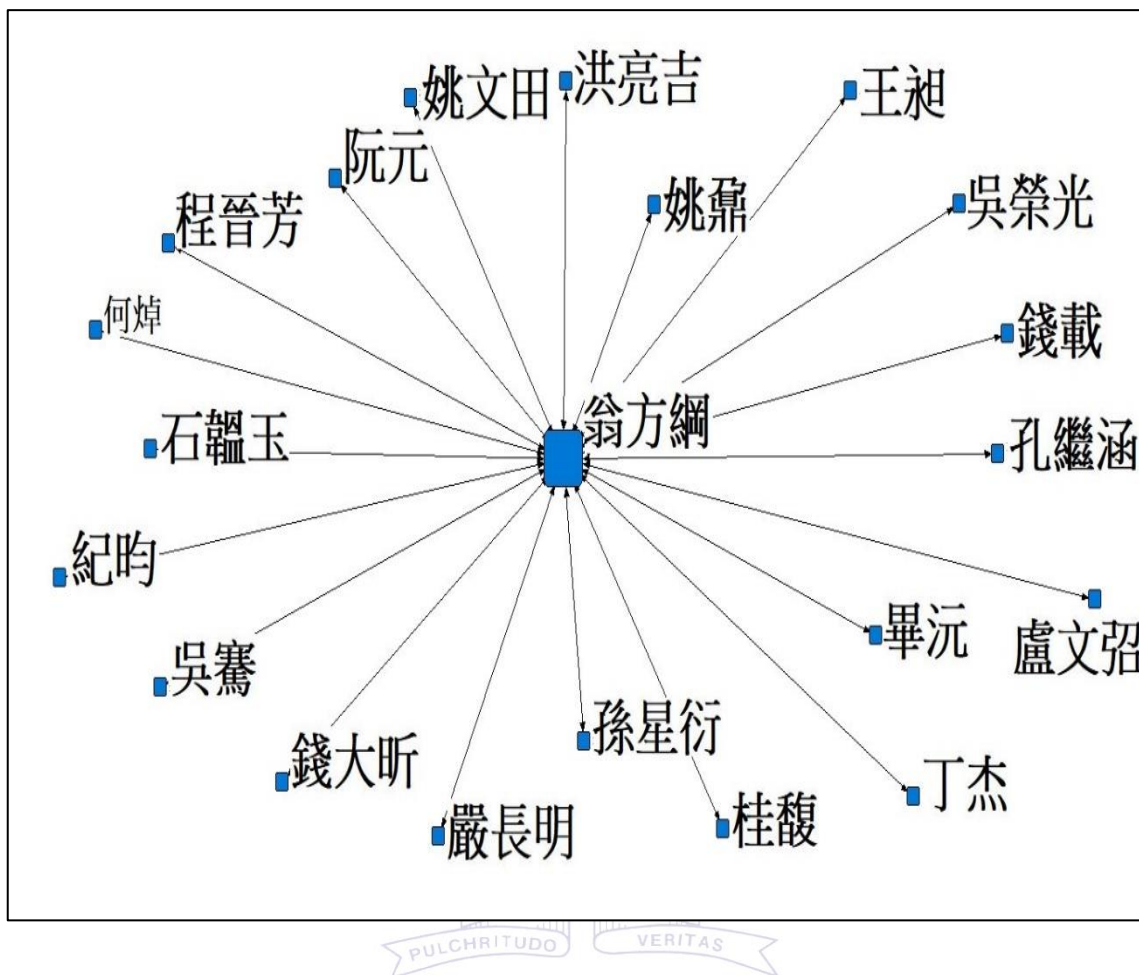 洪亮吉
姚文田
王昶
阮元
姚鼐
吳榮光
程晉芳
何焯
錢載
翁方綱
石韞玉
孔繼涵
紀昀
畢沅
盧文弨
吳騫
孫星衍
錢大昕
丁杰
嚴長明
桂馥
PULCHRITUDO
VERITAS